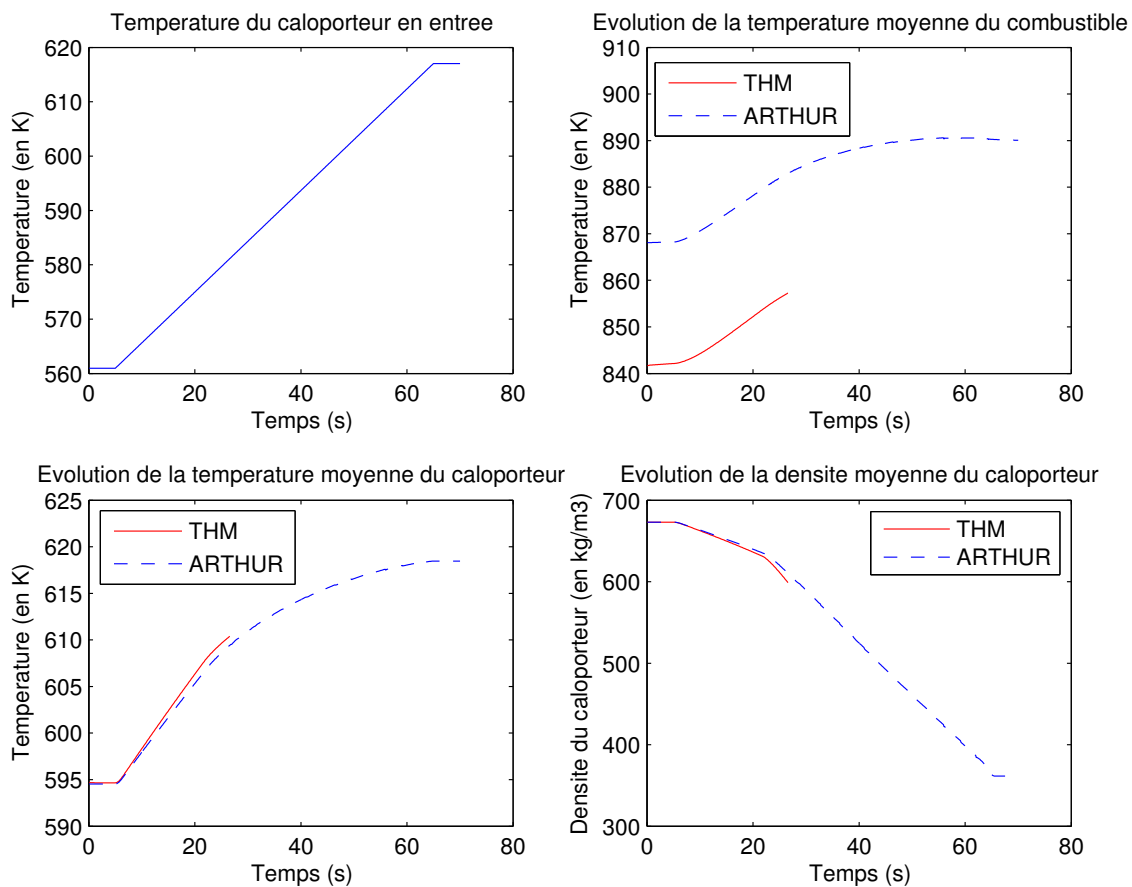 Temperature du caloporteur en entree
620
610
600
590
580
570
560
Temperature (en K)
0 20 40 60 80
Temps (s)
Evolution de la temperature moyenne du combustible
910
900
890
880
870
860
850
840
Temperature (en K)
THM
ARTHUR
0 20 40 60 80
Temps (s)
Evolution de la temperature moyenne du caloporteur
625
620
615
610
605
600
595
590
Temperature (en K)
THM
ARTHUR
0 20 40 60 80
Temps (s)
Evolution de la densite moyenne du caloporteur
700
600
500
400
300
Densite du caloporteur (en kg/m3)
THM
ARTHUR
0 20 40 60 80
Temps (s)